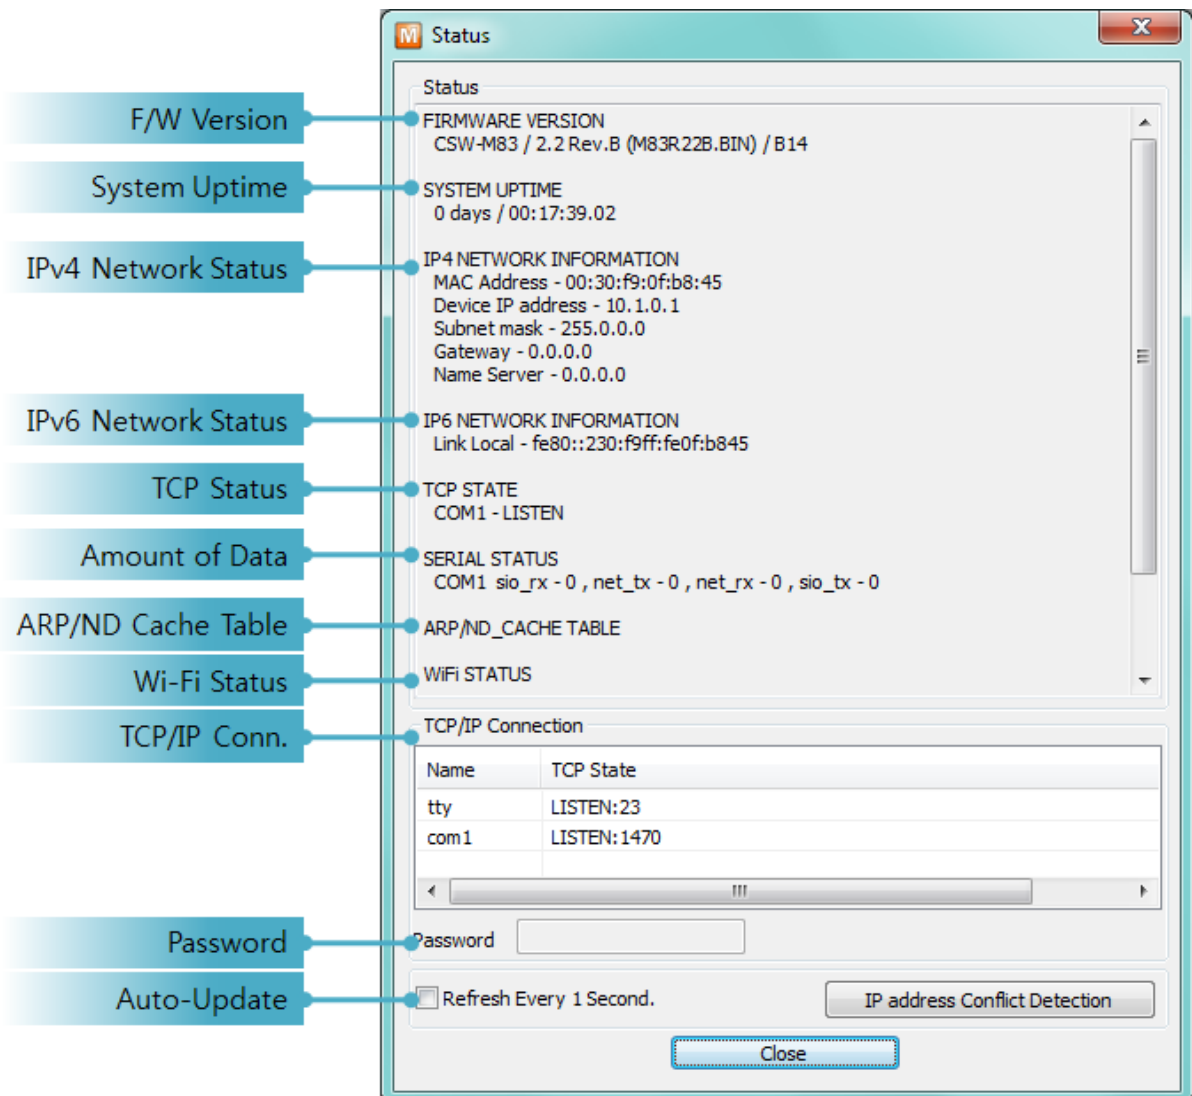 M Status
X
Status
F/W Version
FIRMWARE VERSION
CSW-M83 / 2.2 Rev.B (M83R22B.BIN) / B14
System Uptime
SYSTEM UPTIME
0 days / 00:17:39.02
IPv4 Network Status
IP4 NETWORK INFORMATION
MAC Address - 00:30:f9:0f:b8:45
Device IP address - 10.1.0.1
Subnet mask - 255.0.0.0
Gateway - 0.0.0.0
Name Server - 0.0.0.0
IPv6 Network Status
IP6 NETWORK INFORMATION
Link Local - fe80::230:f9ff:fe0f:b845
TCP Status
TCP STATE
COM1 - LISTEN
Amount of Data
SERIAL STATUS
COM1 sio_rx - 0 , net_tx - 0 , net_rx - 0 , sio_tx - 0
ARP/ND Cache Table
ARP/ND_CACHE TABLE
Wi-Fi Status
WiFi STATUS
TCP/IP Conn.
TCP/IP Connection
Name TCP State
tty LISTEN:23
com1 LISTEN:1470
Password
Password
Auto-Update
Refresh Every 1 Second.
IP address Conflict Detection
Close